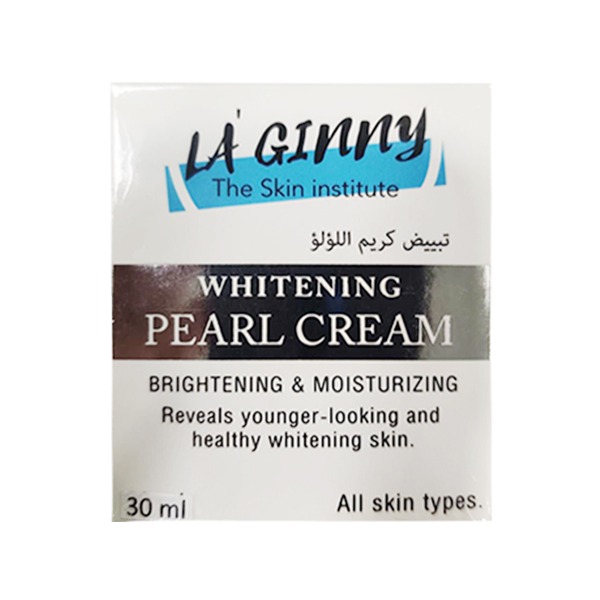 LA' GINNY
The Skin institute
تبييض كريم اللؤلؤ
WHITENING
PEARL CREAM
BRIGHTENING & MOISTURIZING
Reveals younger-looking and
healthy whitening skin.
30 ml
All skin types.